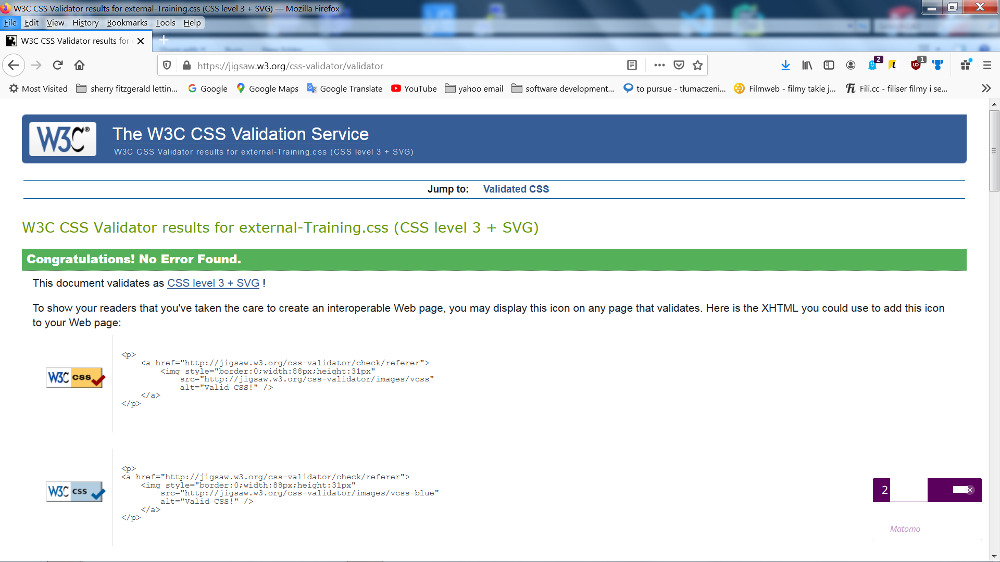 W3C CSS Validator results for external-Training.css (CSS level 3 + SVG) — Mozilla Firefox
File Edit View History Bookmarks Tools Help
W3C CSS Validator results for
https://jigsaw.w3.org/css-validator/validator
2
1
Most Visited sherry fitzgerald lettin... Google Google Maps Google Translate YouTube yahoo email software development... to pursue - tłumaczeni... Filmweb - filmy takie j... Fili.cc - filiser filmy i se...
W3C®
The W3C CSS Validation Service
W3C CSS Validator results for external-Training.css (CSS level 3 + SVG)
Jump to: Validated CSS
W3C CSS Validator results for external-Training.css (CSS level 3 + SVG)
Congratulations! No Error Found.
This document validates as CSS level 3 + SVG !
To show your readers that you've taken the care to create an interoperable Web page, you may display this icon on any page that validates. Here is the XHTML you could use to add this icon
to your Web page:
W3C css
<p>
<a href="http://jigsaw.w3.org/css-validator/check/referer">
<img style="border:0;width:88px;height:31px"
src="http://jigsaw.w3.org/css-validator/images/vcss"
alt="Valid CSS!" />
</a>
</p>
W3C css
<p>
<a href="http://jigsaw.w3.org/css-validator/check/referer">
<img style="border:0;width:88px;height:31px"
src="http://jigsaw.w3.org/css-validator/images/vcss-blue"
alt="Valid CSS!" />
</a>
</p>
2
Matomo